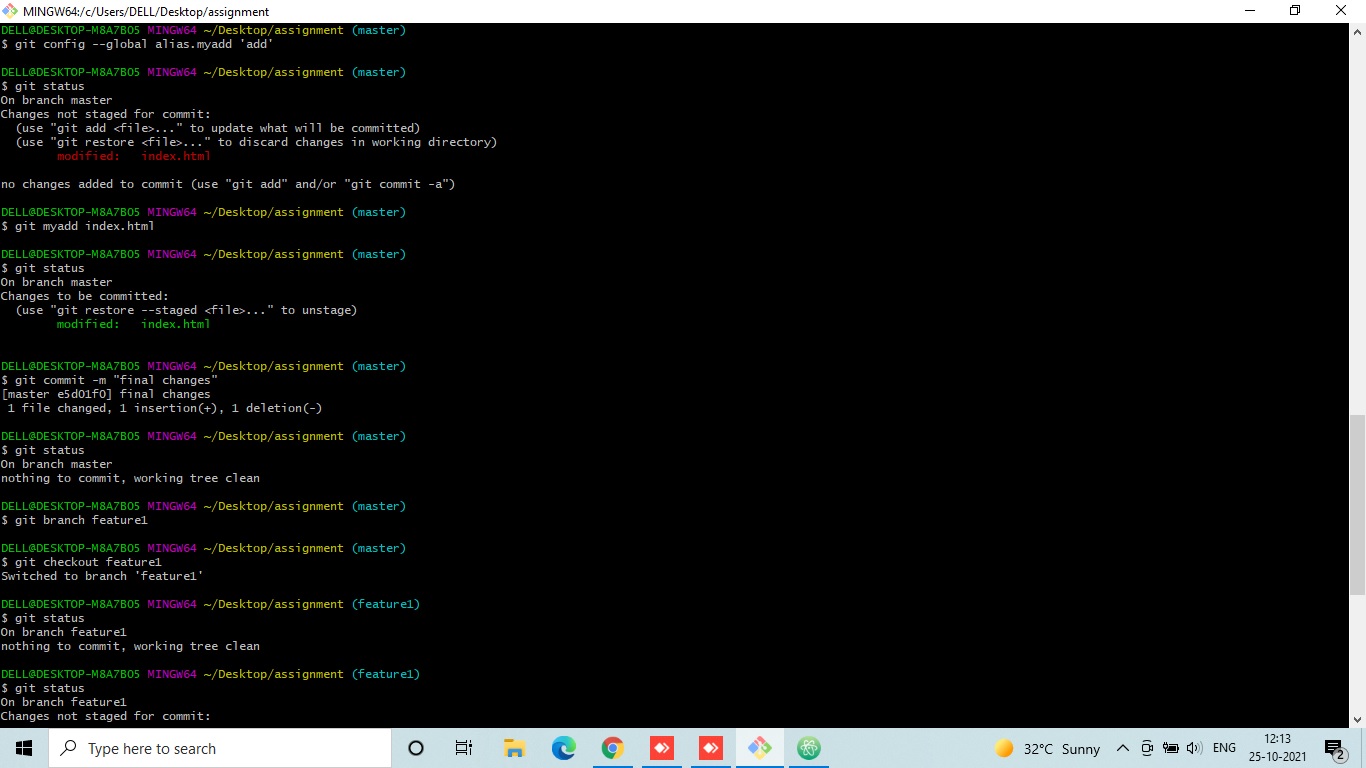 MINGW64:/c/Users/DELL/Desktop/assignment
DELL@DESKTOP-M8A7BO5 MINGW64 ~/Desktop/assignment (master)
$ git config --global alias.myadd 'add'
DELL@DESKTOP-M8A7BO5 MINGW64 ~/Desktop/assignment (master)
$ git status
On branch master
Changes not staged for commit:
  (use "git add <file>..." to update what will be committed)
  (use "git restore <file>..." to discard changes in working directory)
        modified:   index.html
no changes added to commit (use "git add" and/or "git commit -a")
DELL@DESKTOP-M8A7BO5 MINGW64 ~/Desktop/assignment (master)
$ git myadd index.html
DELL@DESKTOP-M8A7BO5 MINGW64 ~/Desktop/assignment (master)
$ git status
On branch master
Changes to be committed:
  (use "git restore --staged <file>..." to unstage)
        modified:   index.html
DELL@DESKTOP-M8A7BO5 MINGW64 ~/Desktop/assignment (master)
$ git commit -m "final changes"
[master e5d01f0] final changes
 1 file changed, 1 insertion(+), 1 deletion(-)
DELL@DESKTOP-M8A7BO5 MINGW64 ~/Desktop/assignment (master)
$ git status
On branch master
nothing to commit, working tree clean
DELL@DESKTOP-M8A7BO5 MINGW64 ~/Desktop/assignment (master)
$ git branch feature1
DELL@DESKTOP-M8A7BO5 MINGW64 ~/Desktop/assignment (master)
$ git checkout feature1
Switched to branch 'feature1'
DELL@DESKTOP-M8A7BO5 MINGW64 ~/Desktop/assignment (feature1)
$ git status
On branch feature1
nothing to commit, working tree clean
DELL@DESKTOP-M8A7BO5 MINGW64 ~/Desktop/assignment (feature1)
$ git status
On branch feature1
Changes not staged for commit:
Type here to search
32°C Sunny
ENG
12:13
25-10-2021
2